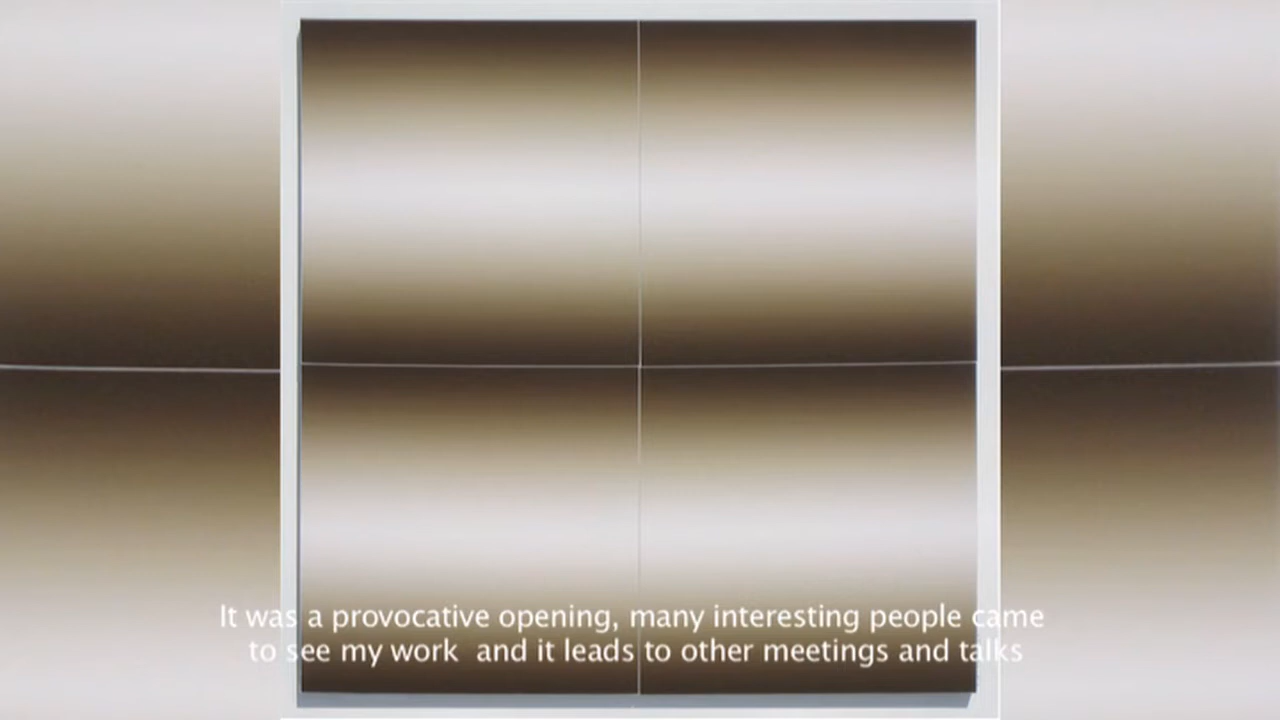 It was a provocative opening, many interesting people came
to see my work  and it leads to other meetings and talks